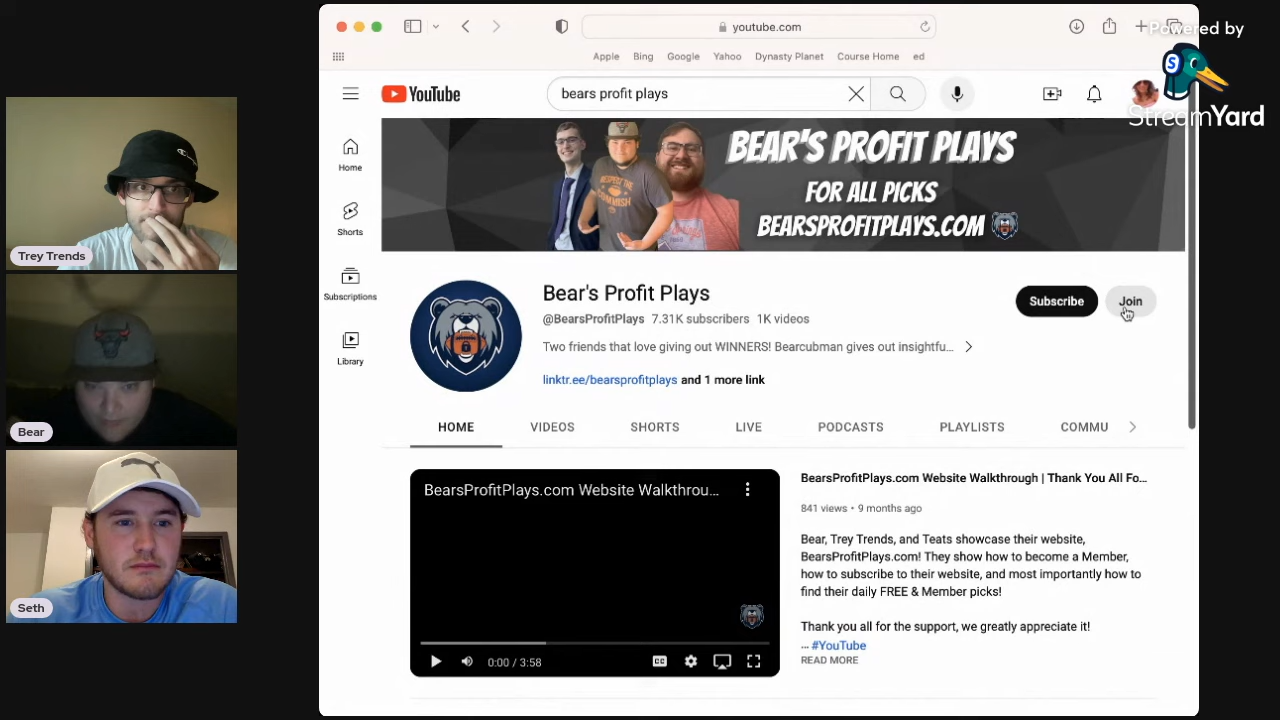 youtube.com
Apple
Bing
Google
Yahoo
Dynasty Planet
Course Home
ed
Powered by
StreamYard
YouTube
bears profit plays
Home
Shorts
Subscriptions
Library
BEAR'S PROFIT PLAYS
FOR ALL PICKS
BEARSPROFITPLAYS.COM
Bear's Profit Plays
@BearsProfitPlays 7.31K subscribers 1K videos
Two friends that love giving out WINNERS! Bearcubman gives out insightfu...
linktr.ee/bearsprofitplays and 1 more link
Subscribe
Join
HOME
VIDEOS
SHORTS
LIVE
PODCASTS
PLAYLISTS
COMMU
BearsProfitPlays.com Website Walkthrou...
0:00 / 3:58
BearsProfitPlays.com Website Walkthrough | Thank You All Fo...
841 views • 9 months ago
Bear, Trey Trends, and Teats showcase their website,
BearsProfitPlays.com! They show how to become a Member,
how to subscribe to their website, and most importantly how to
find their daily FREE & Member picks!
Thank you all for the support, we greatly appreciate it!
... #YouTube
READ MORE
Trey Trends
Bear
Seth